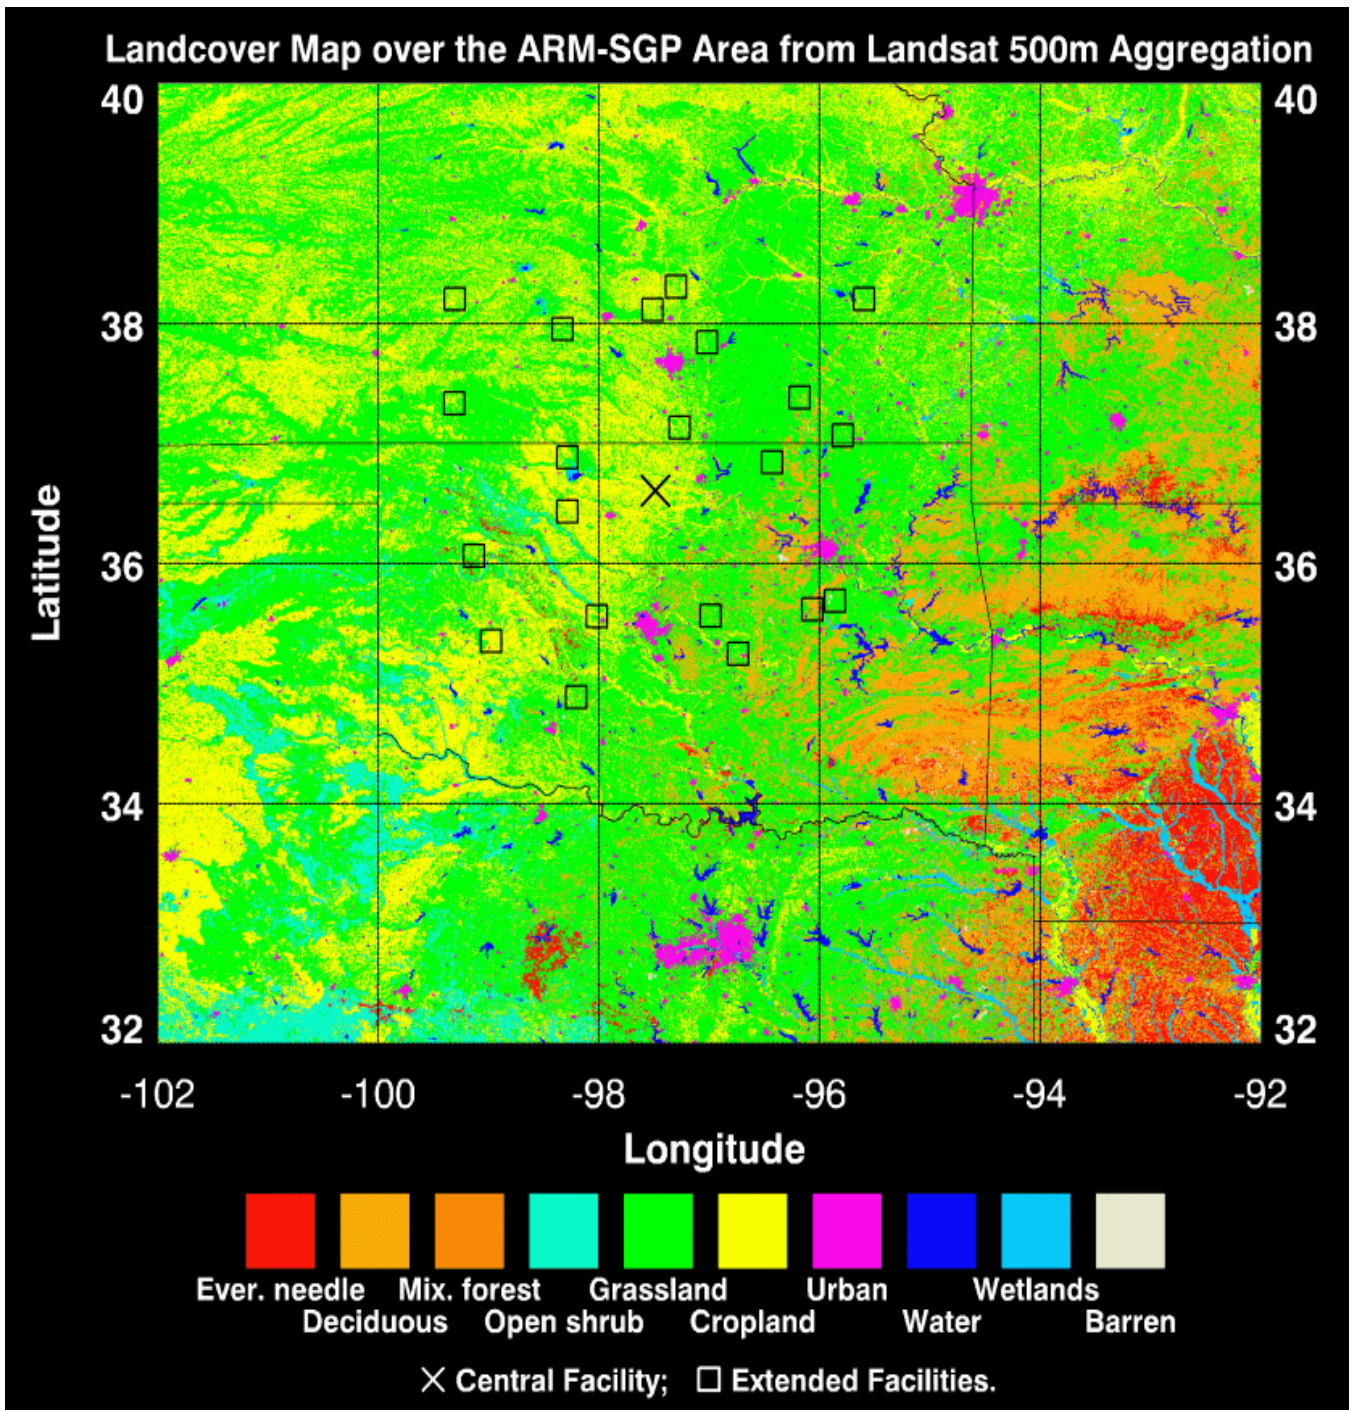 Landcover Map over the ARM-SGP Area from Landsat 500m Aggregation
40 40
38 38
36 36
34 34
32 32
Latitude
-102 -100 -98 -96 -94 -92
Longitude
Ever. needle Mix. forest Grassland Urban Wetlands
Deciduous Open shrub Cropland Water Barren
Central Facility; Extended Facilities.